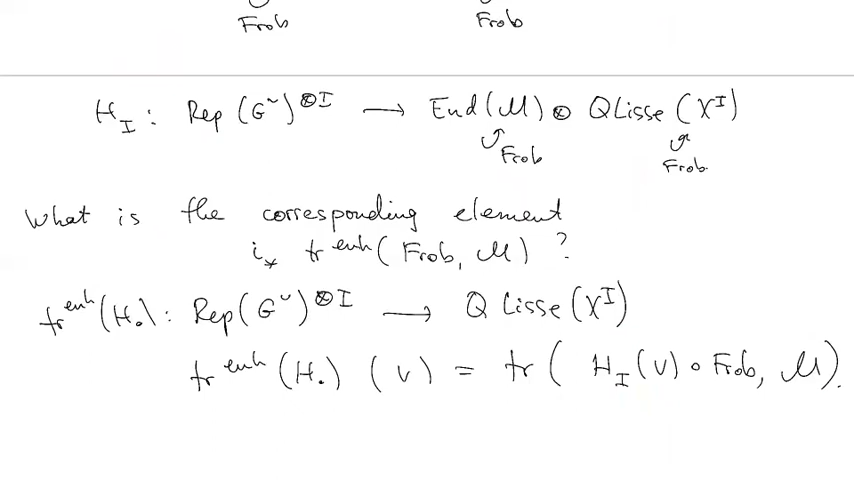 Frob Frob
H_I : Rep (G^∨)^{⊗I} → End(M) ⊗ QLisse (X^I)
Frob Frob.
What is the corresponding element
i_* tr^{enh}( Frob, M ) ?
tr^{enh}(H.) : Rep(G^∨)^{⊗I} → QLisse(X^I)
tr^{enh} (H.) (V) = tr ( H_I(V) ∘ Frob, M ).